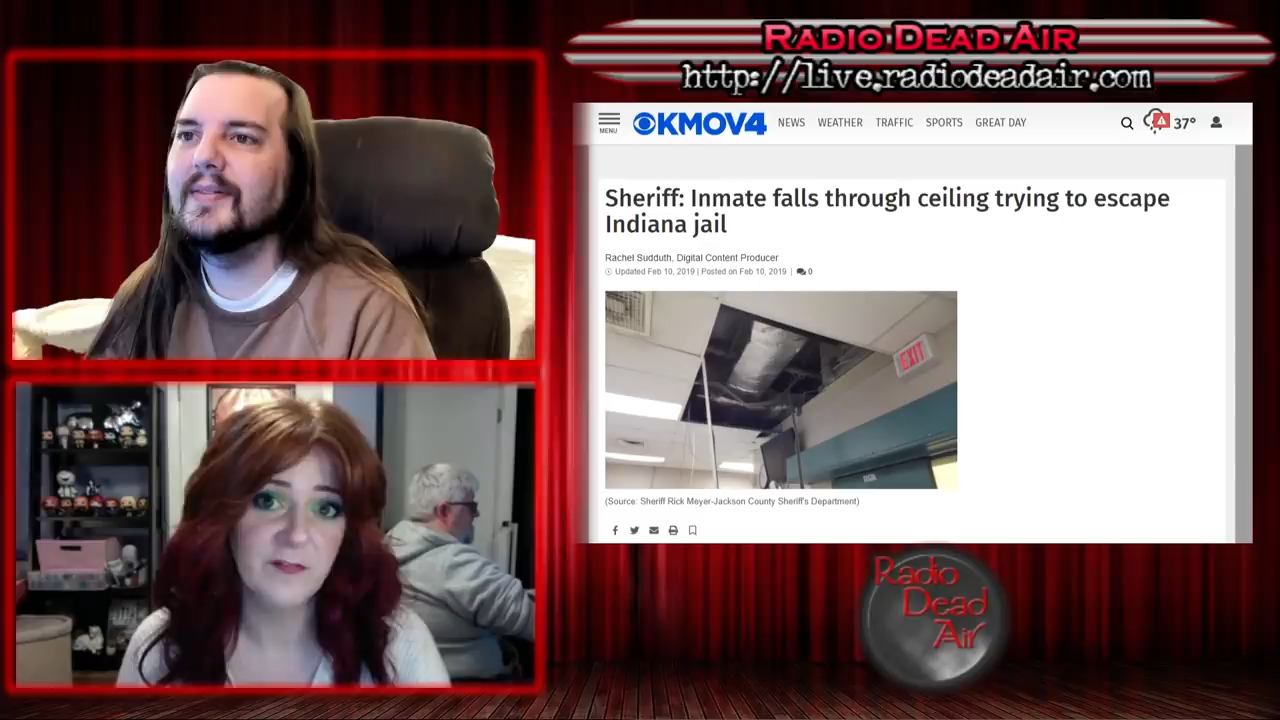 RADIO DEAD AIR
http://live.radiodeadair.com
MENU
KMOV4 NEWS WEATHER TRAFFIC SPORTS GREAT DAY 37°
Sheriff: Inmate falls through ceiling trying to escape
Indiana jail
Rachel Sudduth, Digital Content Producer
Updated Feb 10, 2019 | Posted on Feb 10, 2019 | 0
EXIT
(Source: Sheriff Rick Meyer-Jackson County Sheriff's Department)
Radio
Dead
Air